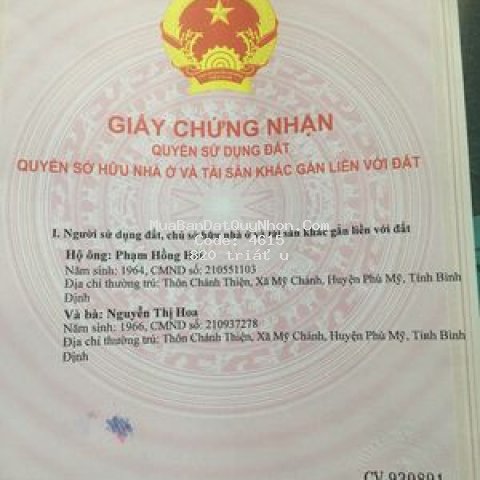 GIẤY CHỨNG NHẬN
QUYỀN SỬ DỤNG ĐẤT
QUYỀN SỞ HỮU NHÀ Ở VÀ TÀI SẢN KHÁC GẮN LIỀN VỚI ĐẤT
I. Người sử dụng đất, chủ sở hữu nhà ở và tài sản khác gắn liền với đất
MuaBanDatQuyNhon.Com
Code: 4615
Hộ ông: Phạm Hồng
820 triệu
Năm sinh: 1964, CMND số: 210551103
Địa chỉ thường trú: Thôn Chánh Thiện, Xã Mỹ Chánh, Huyện Phù Mỹ, Tỉnh Bình
Định
Và bà: Nguyễn Thị Hoa
Năm sinh: 1966, CMND số: 210937278
Địa chỉ thường trú: Thôn Chánh Thiện, Xã Mỹ Chánh, Huyện Phù Mỹ, Tỉnh Bình
Định
CV 930891